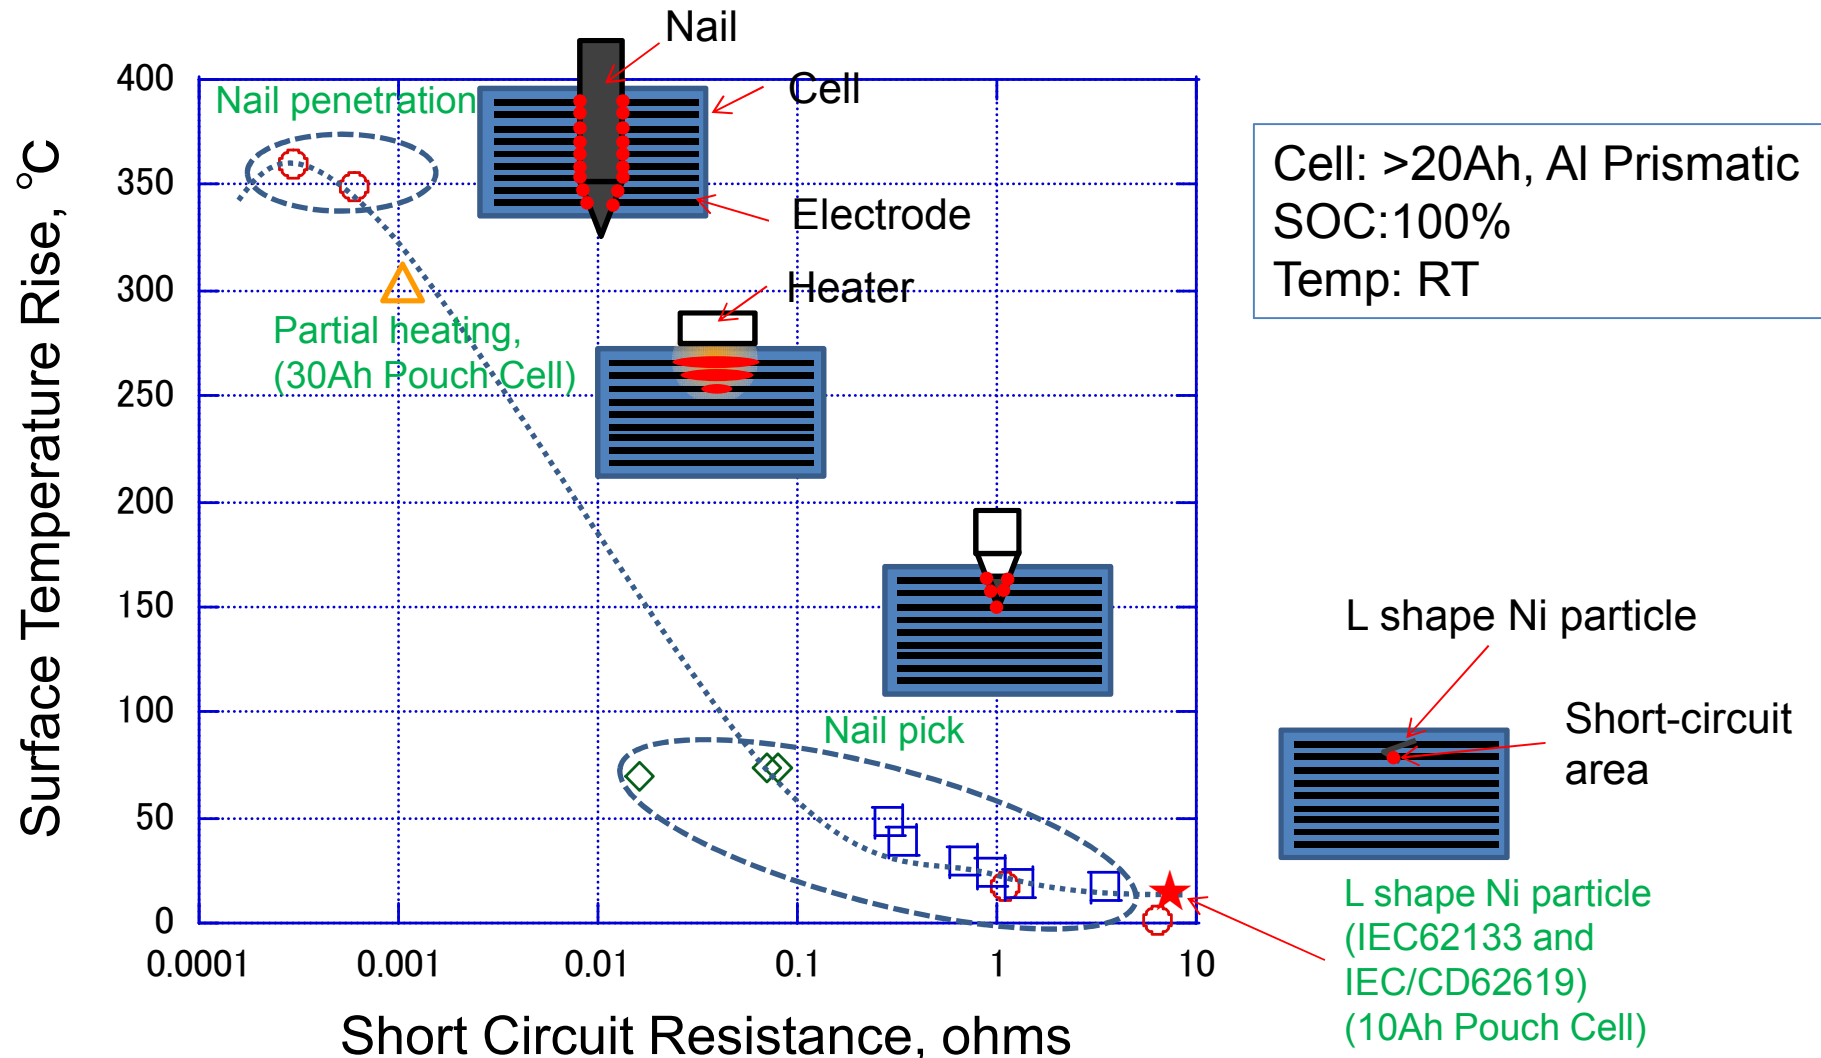 Nail
Cell
Nail penetration
Electrode
Heater
Partial heating,
(30Ah Pouch Cell)
Cell: >20Ah, Al Prismatic
SOC:100%
Temp: RT
L shape Ni particle
Short-circuit
area
Nail pick
L shape Ni particle
(IEC62133 and
IEC/CD62619)
(10Ah Pouch Cell)
Surface Temperature Rise, °C
400
350
300
250
200
150
100
50
0
0.0001
0.001
0.01
0.1
1
10
Short Circuit Resistance, ohms